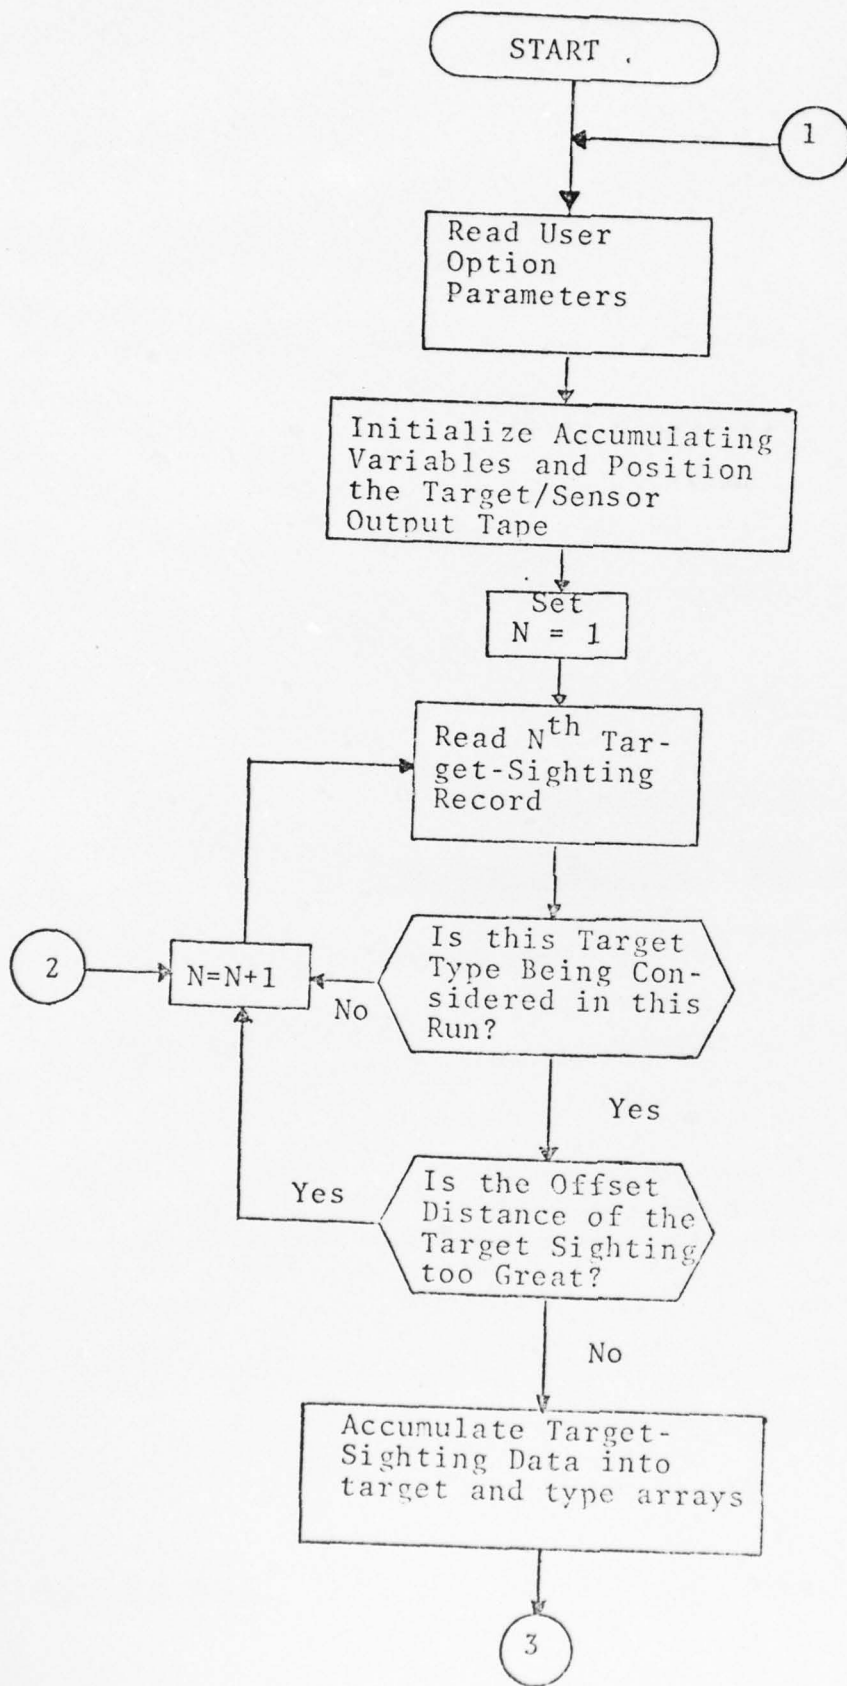 START
1
Read User
Option
Parameters
Initialize Accumulating
Variables and Position
the Target/Sensor
Output Tape
Set
N = 1
Read Nth Tar-
get-Sighting
Record
2
N=N+1
No
Is this Target
Type Being Con-
sidered in this
Run?
Yes
Yes
Is the Offset
Distance of the
Target Sighting
too Great?
No
Accumulate Target-
Sighting Data into
target and type arrays
3